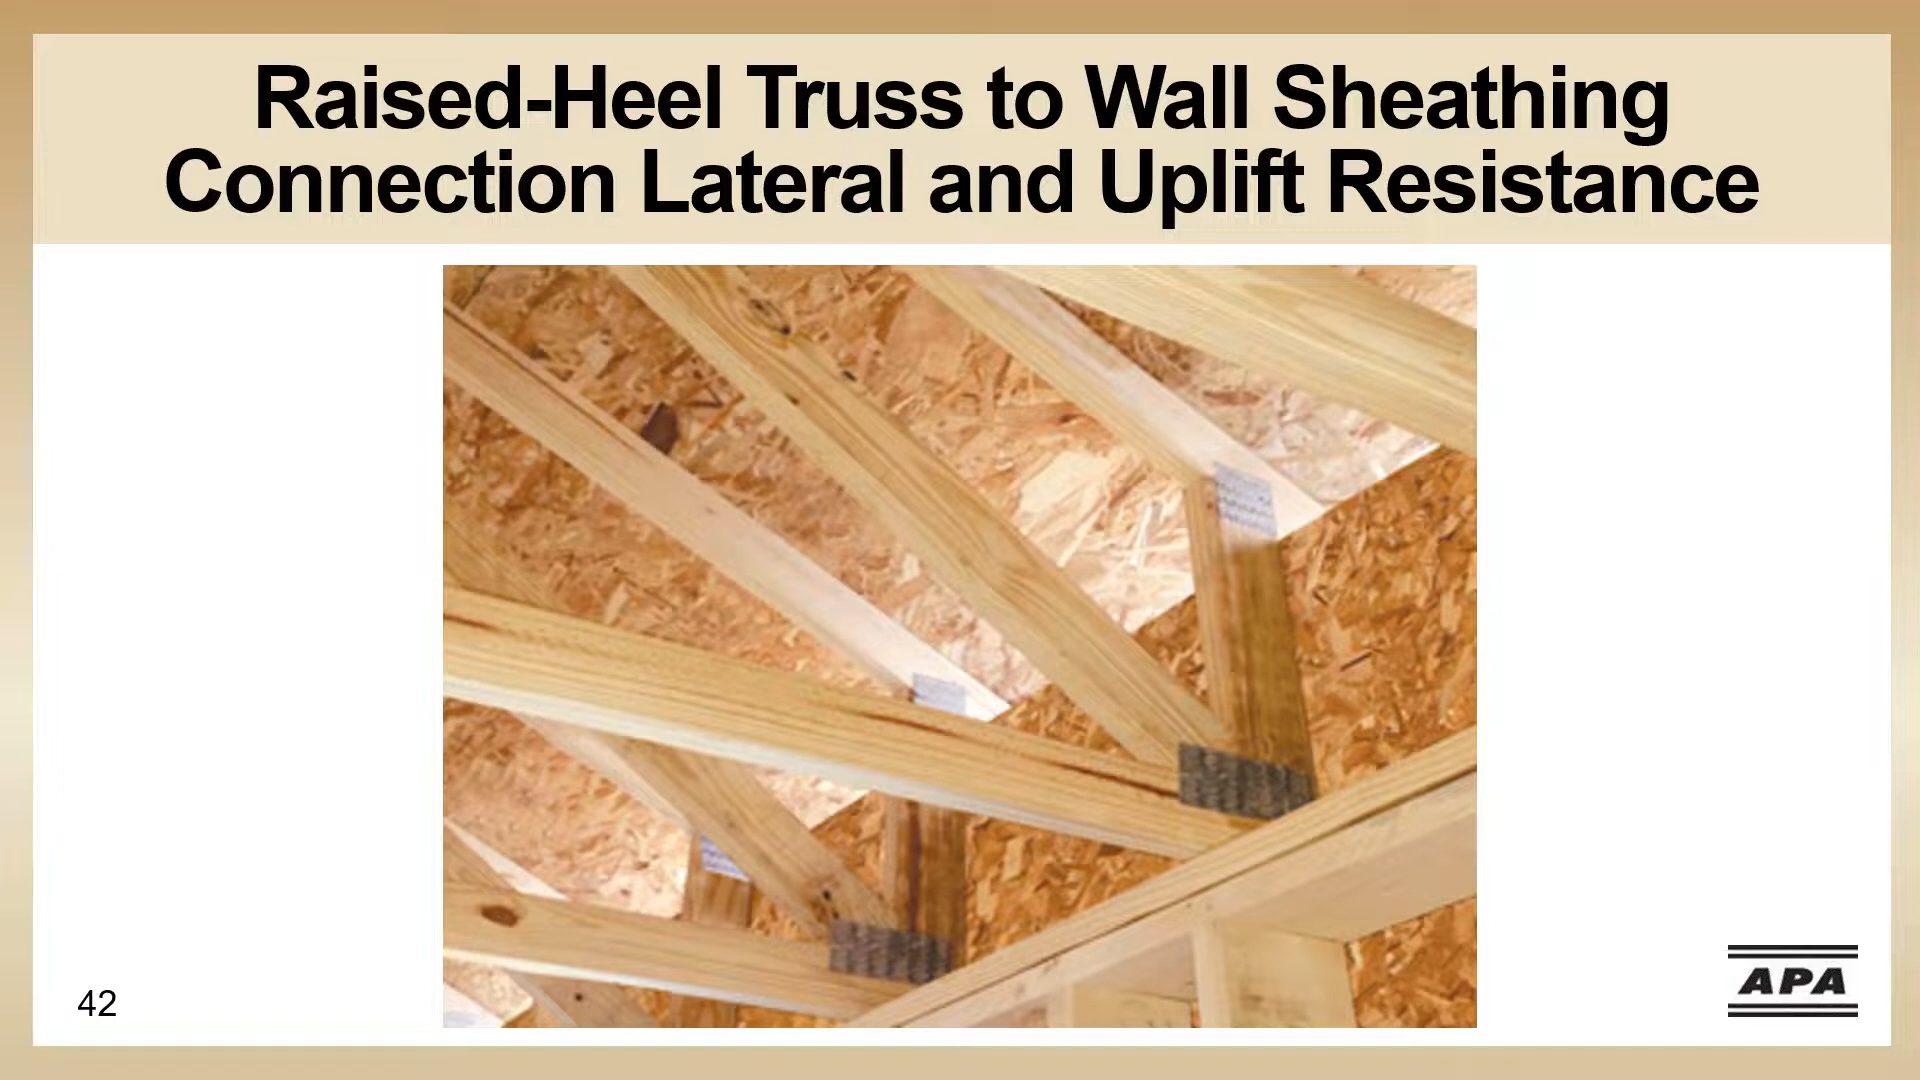 Raised-Heel Truss to Wall Sheathing
Connection Lateral and Uplift Resistance
42
APA